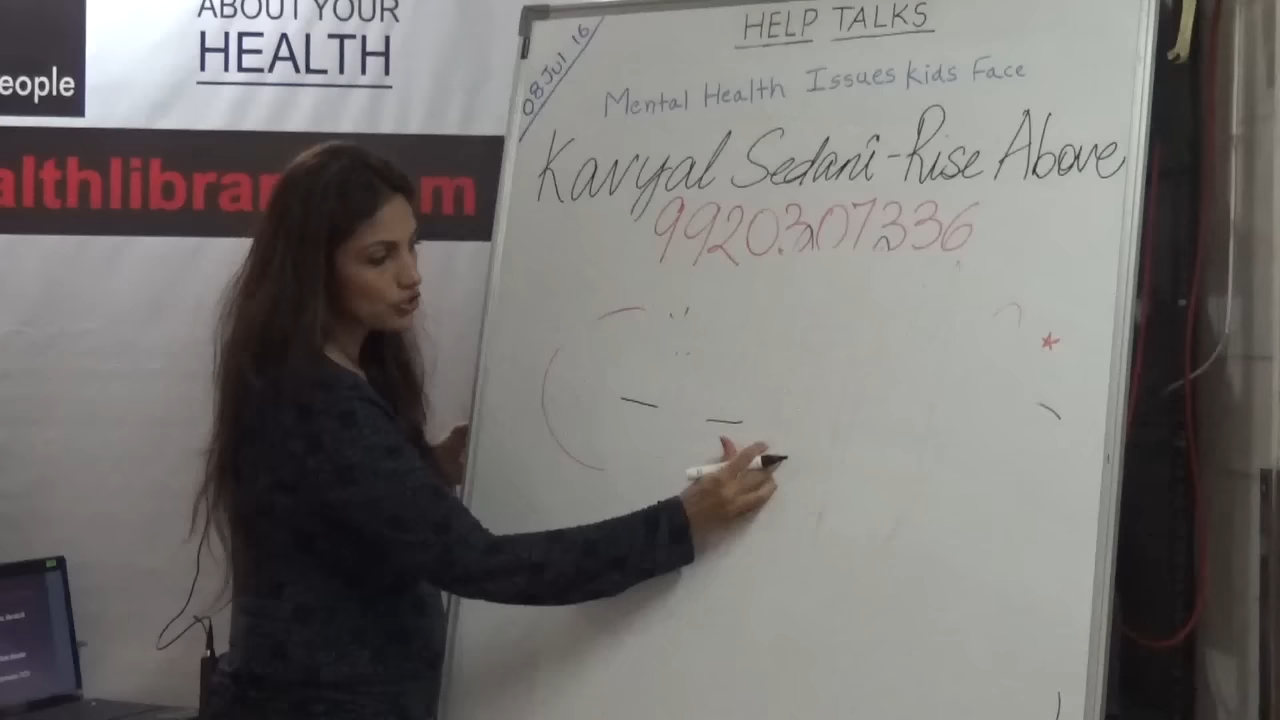 ABOUT YOUR
HEALTH
eople
althlibra m
08 Jul 16
HELP TALKS
Mental Health Issues kids Face
Kavyal Sedani - Rise Above
9920307336